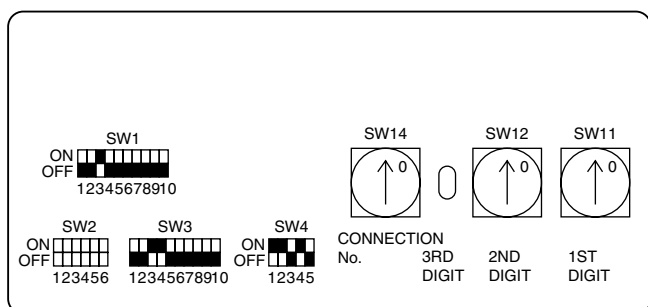 SW1
ON
OFF
12345678910
SW2
ON
OFF
123456
SW3
12345678910
SW4
ON
OFF
12345
SW14
0
SW12
0
SW11
0
CONNECTION
No.
3RD
DIGIT
2ND
DIGIT
1ST
DIGIT